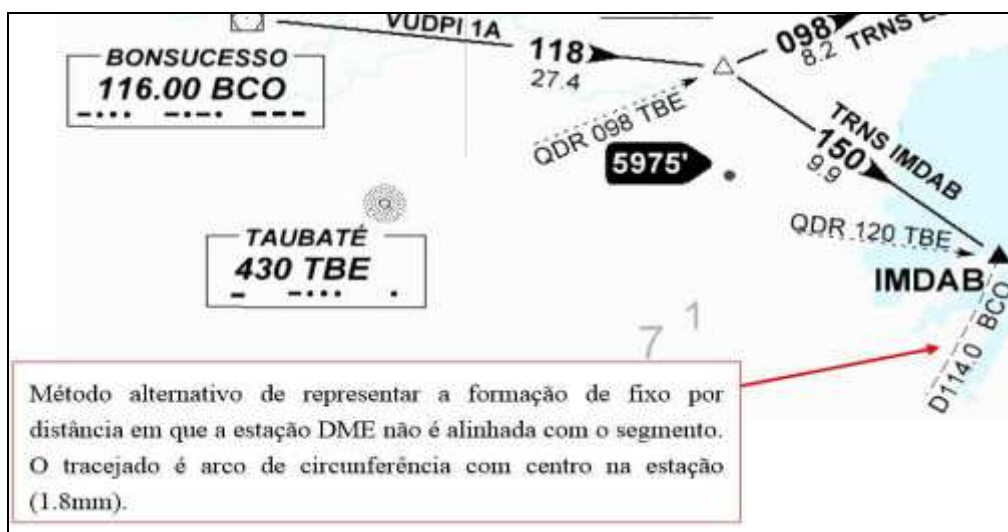 VUDPI 1A
118
27.4
098
8.2 TRNS
BONSUCESSO
116.00 BCO
QDR 098 TBE
TRNS IMDAB
150
9.9
5975'
TAUBATÉ
430 TBE
QDR 120 TBE
IMDAB
D114.0 BCO
7 1
Método alternativo de representar a formação de fixo por
distância em que a estação DME não é alinhada com o segmento.
O tracejado é arco de circunferência com centro na estação
(1.8mm).